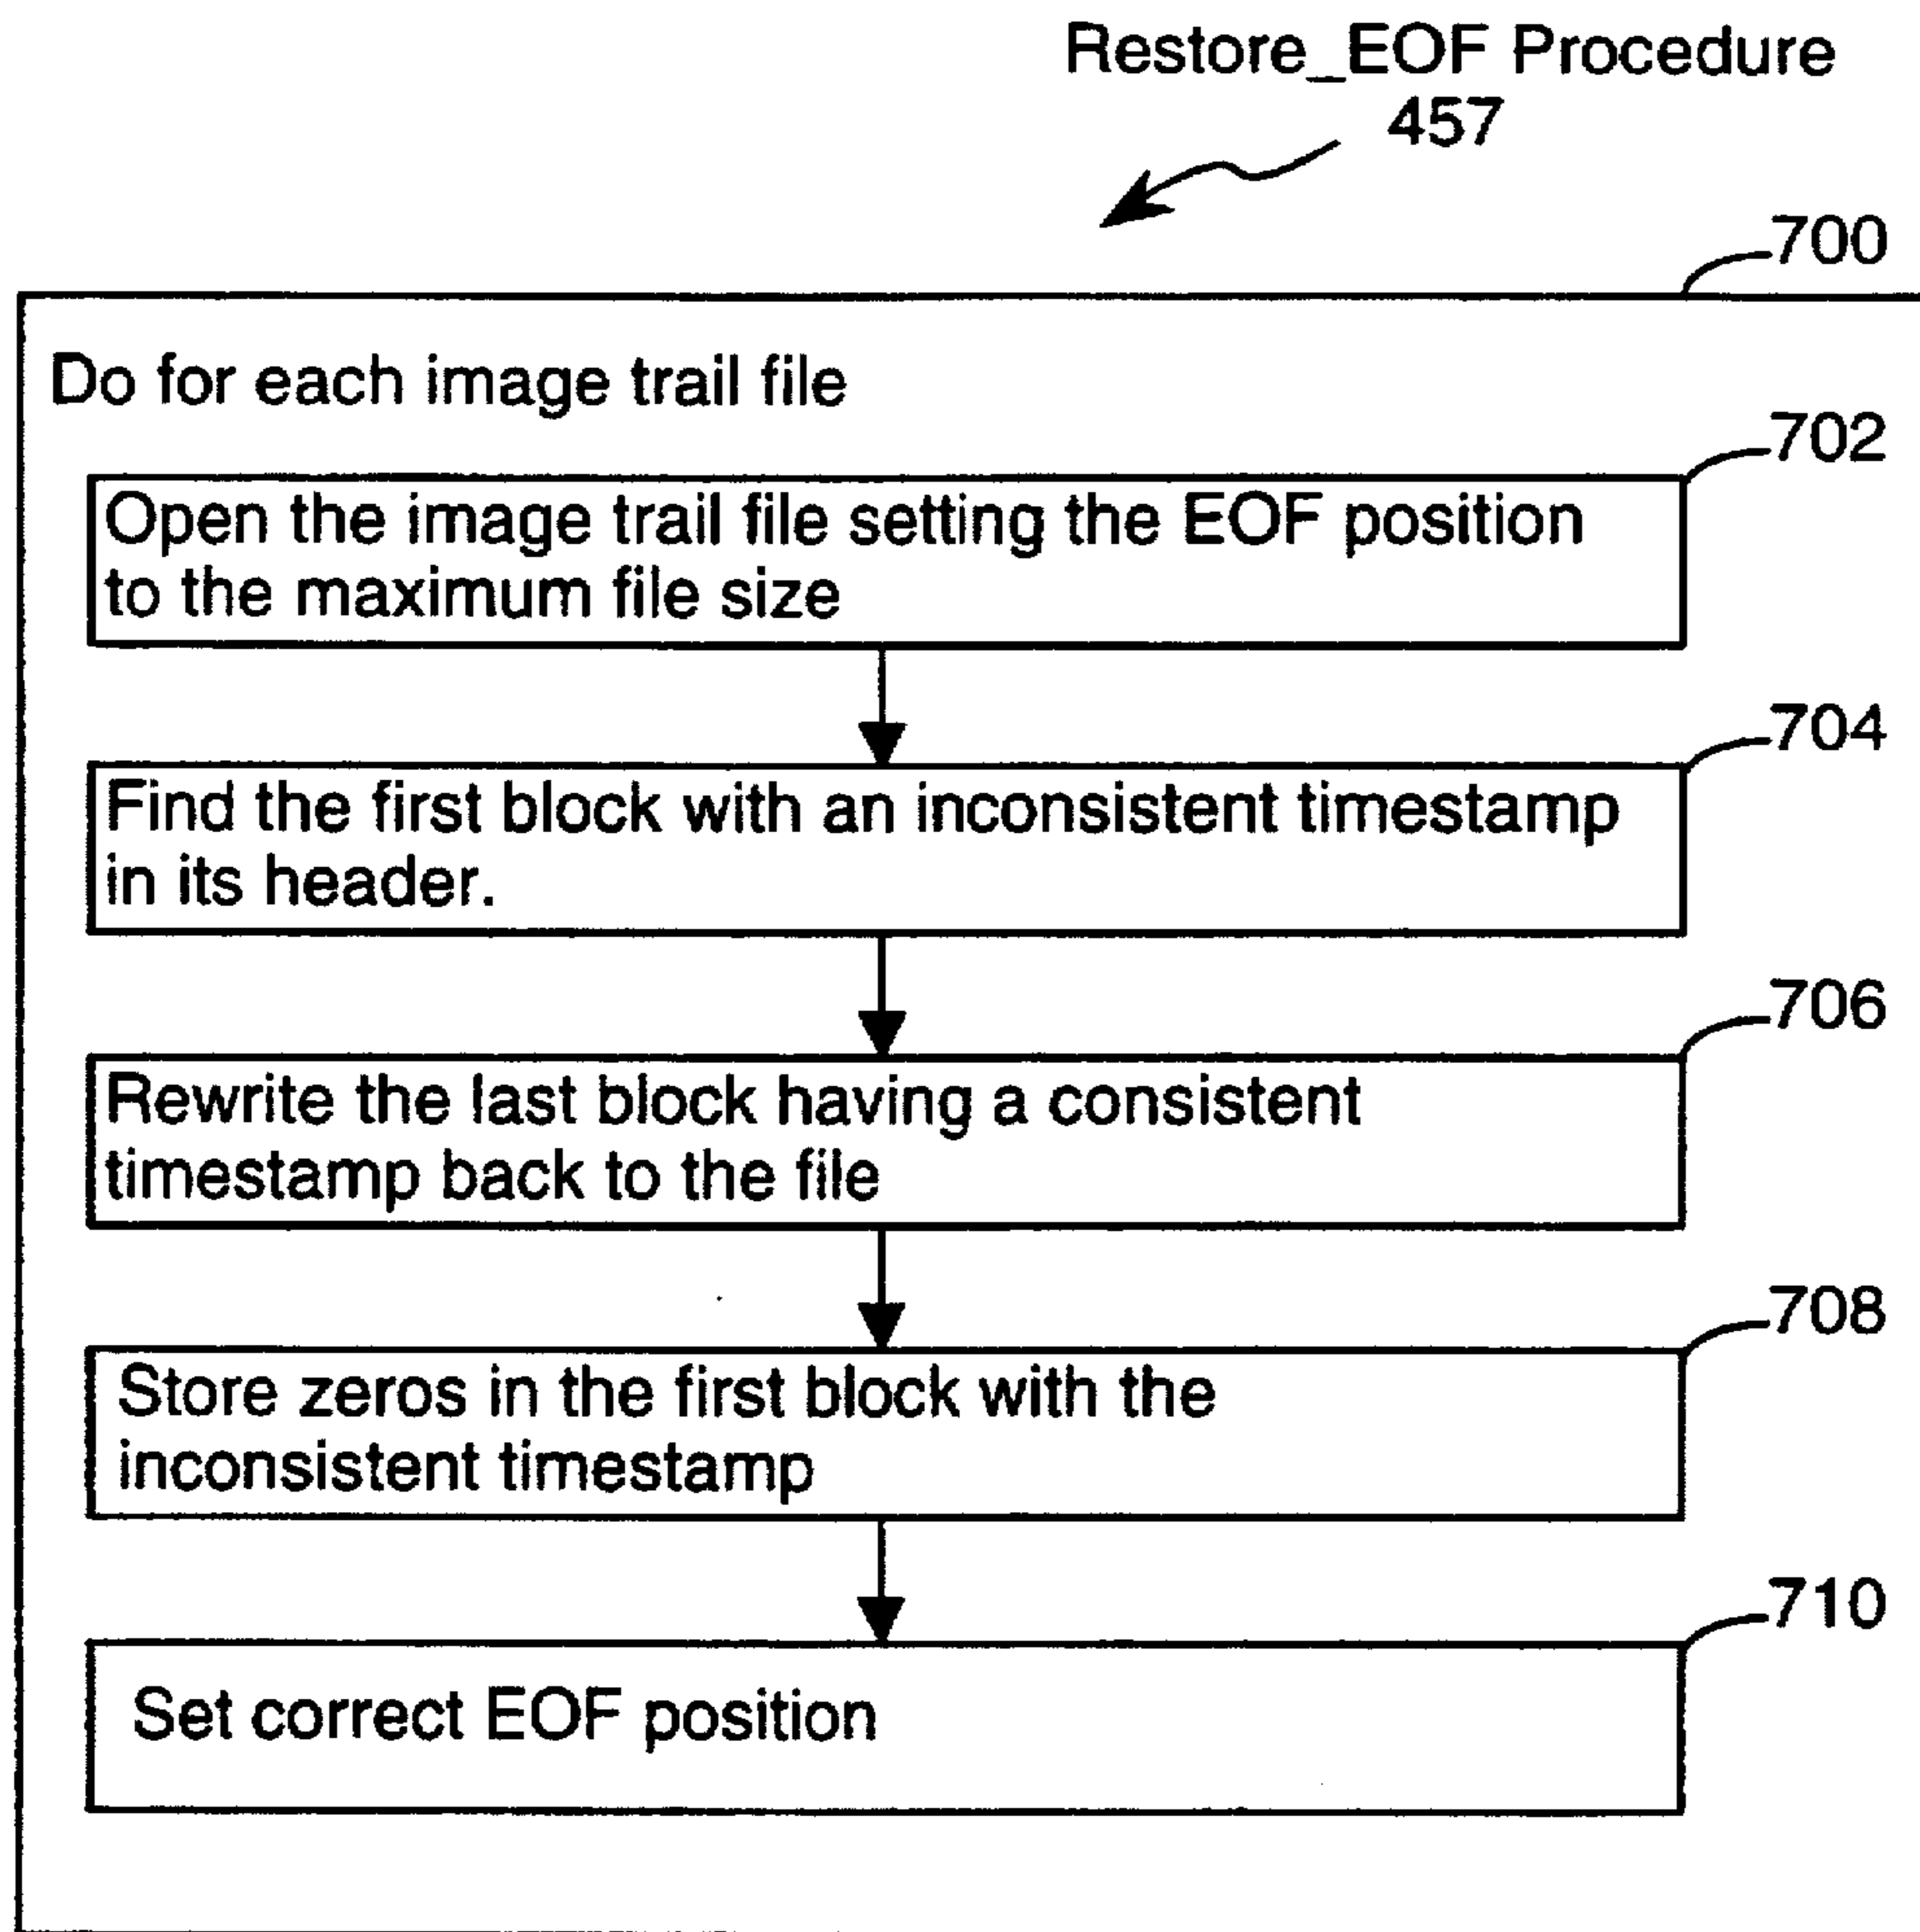 Restore_EOF Procedure
457
700
Do for each image trail file
702
Open the image trail file setting the EOF position
to the maximum file size
704
Find the first block with an inconsistent timestamp
in its header.
706
Rewrite the last block having a consistent
timestamp back to the file
708
Store zeros in the first block with the
inconsistent timestamp
710
Set correct EOF position